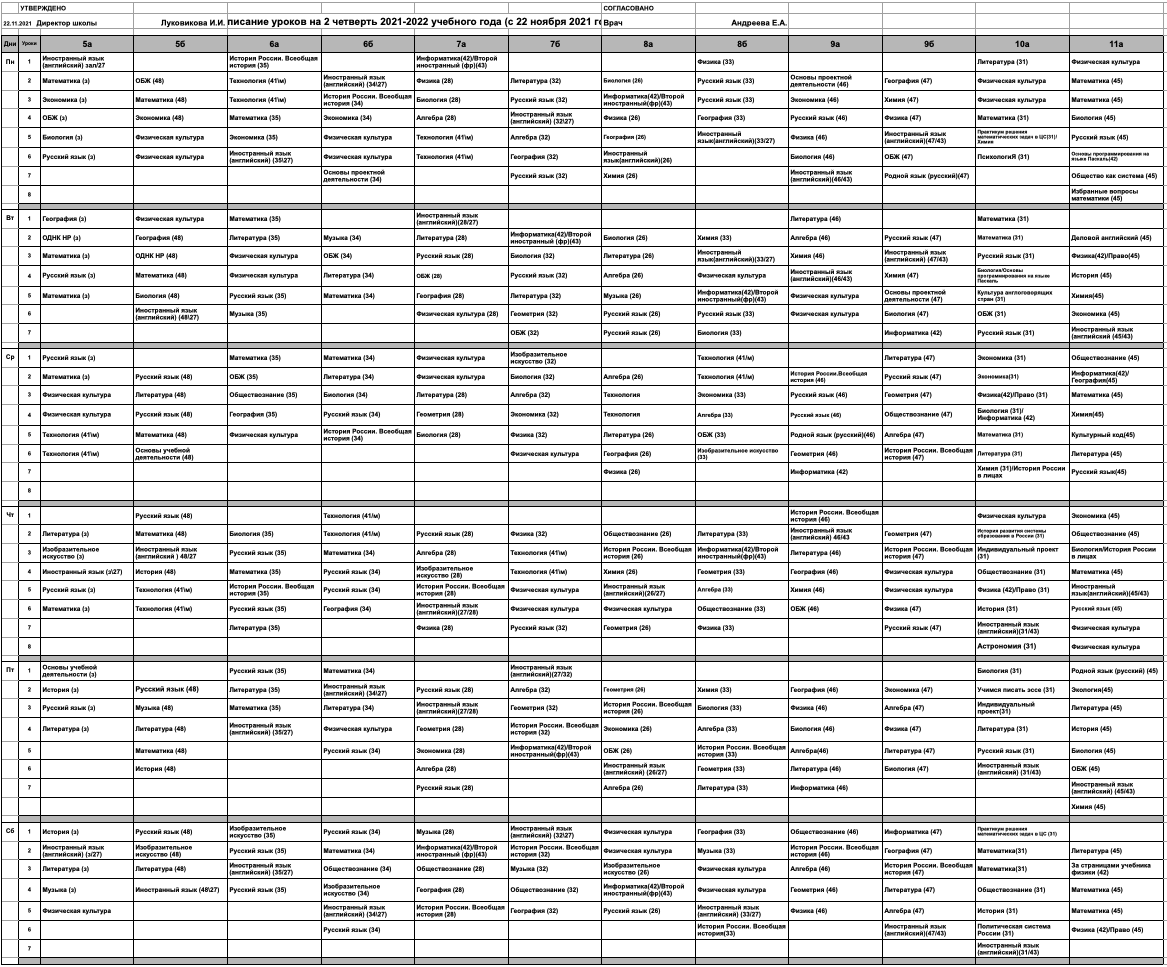 УТВЕРЖДЕНО СОГЛАСОВАНО
22.11.2021 Директор школы Луковикова И.И. писание уроков на 2 четверть 2021-2022 учебного года (с 22 ноября 2021 го Врач Андреева Е.А.
Дни Уроки 5а 5б 6а 6б 7а 7б 8а 8б 9а 9б 10а 11а
Пн 1 Иностранный язык (английский) зал/27 История России. Всеобщая история (35) Информатика(42)/Второй иностранный (фр)(43) Физика (33) Литература (31) Физическая культура
2 Математика (з) ОБЖ (48) Технология (41\м) Иностранный язык (английский) (34\27) Физика (28) Литература (32) Биология (26) Русский язык (33) Основы проектной деятельности (46) География (47) Физическая культура Математика (45)
3 Экономика (з) Математика (48) Технология (41\м) История России. Всеобщая история (34) Биология (28) Русский язык (32) Информатика(42)/Второй иностранный(фр)(43) Русский язык (33) Экономика (46) Химия (47) Физическая культура Математика (45)
4 ОБЖ (з) Экономика (48) Математика (35) Экономика (34) Алгебра (28) Иностранный язык (английский) (32\27) Физика (26) География (33) Русский язык (46) Физика (47) Математика (31) Биология (45)
5 Биология (з) Физическая культура Экономика (35) Физическая культура Технология (41\м) Алгебра (32) География (26) Иностранный язык(английский)(33/27) Физика (46) Иностранный язык (английский)(47/43) Практикум решения математических задач в ЦС(31)/Химия Русский язык (45)
6 Русский язык (з) Физическая культура Иностранный язык (английский) (35\27) Физическая культура Технология (41\м) География (32) Иностранный язык(английский)(26) Биология (46) ОБЖ (47) ПсихологиЯ (31) Основы программирования на языке Паскаль(42)
7 Основы проектной деятельности (34) Русский язык (32) Химия (26) Иностранный язык (английский)(46/43) Родной язык (русский)(47) Общество как система (45)
8 Избранные вопросы математики (45)
Вт 1 География (з) Физическая культура Математика (35) Иностранный язык (английский)(28/27) Литература (46) Математика (31)
2 ОДНК НР (з) География (48) Литература (35) Музыка (34) Литература (28) Информатика(42)/Второй иностранный (фр)(43) Биология (26) Химия (33) Алгебра (46) Русский язык (47) Математика (31) Деловой английский (45)
3 Математика (з) ОДНК НР (48) Физическая культура ОБЖ (34) Русский язык (28) Биология (32) Литература (26) Иностранный язык(английский)(33/27) Химия (46) Иностранный язык (английский) (47/43) Русский язык (31) Физика(42)/Право(45)
4 Русский язык (з) Математика (48) Физическая культура Литература (34) ОБЖ (28) Русский язык (32) Алгебра (26) Физическая культура Иностранный язык (английский)(46/43) Химия (47) Биология/Основы программирования на языке Паскаль История (45)
5 Математика (з) Биология (48) Русский язык (35) Математика (34) География (28) Литература (32) Музыка (26) Информатика(42)/Второй иностранный(фр)(43) Физическая культура Основы проектной деятельности (47) Культура англоговорящих стран (31) Химия(45)
6 Иностранный язык (английский) (48\27) Музыка (35) Физическая культура (28) Геометрия (32) Русский язык (26) Русский язык (33) Физическая культура Биология (47) ОБЖ (31) Экономика (45)
7 ОБЖ (32) Русский язык (26) Биология (33) Информатика (42) Русский язык (31) Иностранный язык (английский (45/43)
Ср 1 Русский язык (з) Математика (35) Математика (34) Физическая культура Изобразительное искусство (32) Технология (41/м) Литература (47) Экономика (31) Обществознание (45)
2 Математика (з) Русский язык (48) ОБЖ (35) Литература (34) Физическая культура Биология (32) Алгебра (26) Технология (41/м) История России.Всеобщая история (46) Русский язык (47) Экономика(31) Информатика(42)/География(45)
3 Физическая культура Литература (48) Обществознание (35) Биология (34) Литература (28) Алгебра (32) Технология Экономика (33) Русский язык (46) Геометрия (47) Физика(42)/Право (31) Математика (45)
4 Физическая культура Русский язык (48) География (35) Русский язык (34) Геометрия (28) Экономика (32) Технология Алгебра (33) Русский язык (46) Обществознание (47) Биология (31)/Информатика (42) Химия(45)
5 Технология (41\м) Математика (48) Физическая культура История России. Всеобщая история (34) Биология (28) Физика (32) Литература (26) ОБЖ (33) Родной язык (русский)(46) Алгебра (47) Математика (31) Культурный код(45)
6 Технология (41\м) Основы учебной деятельности (48) Физическая культура География (26) Изобразительное искусство (33) Геометрия (46) История России. Всеобщая история (47) Литература (31) Литература (45)
7 Физика (26) Информатика (42) Химия (31)/История России в лицах Русский язык(45)
8
Чт 1 Русский язык (48) Технология (41/м) История России. Всеобщая история (46) Физическая культура Экономика (45)
2 Литература (з) Математика (48) Биология (35) Технология (41/м) Русский язык (28) Физика (32) Обществознание (26) Литература (33) Иностранный язык (английский) 46/43 Геометрия (47) История развития системы образования в России (31) Физическая культура
3 Изобразительное искусство (з) Иностранный язык (английский ) 48/27 Русский язык (35) Математика (34) Алгебра (28) Технология (41\м) История России. Всеобщая история (26) Информатика(42)/Второй иностранный(фр)(43) Литература (46) История России. Всеобщая история (47) Индивидуальный проект (31) Биология/История России в лицах
4 Иностранный язык (з\27) История (48) Математика (35) Русский язык (34) Изобразительное искусство (28) Технология (41\м) Химия (26) Геометрия (33) География (46) Физическая культура Обществознание (31) Математика (45)
5 Русский язык (з) Технология (41\м) История России. Веобщая история (35) Русский язык (34) История России. Всеобщая история (28) Физическая культура Иностранный язык (английский)(26/27) Алгебра (33) Химия (46) Физическая культура Физика (42)/Право (31) Иностранный язык(английский)(45/43)
6 Математика (з) Технология (41\м) Русский язык (35) География (34) Иностранный язык (английский)(27/28) Физическая культура Физическая культура Обществознание (33) ОБЖ (46) Физика (47) История (31) Русский язык (45)
7 Литература (35) Физика (28) Русский язык (32) Геометрия (26) Физика (33) Русский язык (47) Иностранный язык (английский)(31/43) Физическая культура
8 Астрономия (31) Физическая культура
Пт 1 Основы учебной деятельности (з) Русский язык (35) Математика (34) Иностранный язык (английский)(27/32) Биология (31) Родной язык (русский) (45)
2 История (з) Русский язык (48) Литература (35) Иностранный язык (английский) (34\27) Русский язык (28) Алгебра (32) Геометрия (26) Химия (33) География (46) Экономика (47) Учимся писать эссе (31) Экология(45)
3 Русский язык (з) Музыка (48) Математика (35) Литература (34) Иностранный язык (английский)(27/28) Геометрия (32) История России. Всеобщая история (26) Биология (33) Физика (46) Алгебра (47) Индивидуальный проект(31) Литература (45)
4 Литература (з) Литература (48) Иностранный язык (английский) (35/27) Физическая культура Геометрия (28) История России. Всеобщая история (32) Экономика (26) Алгебра (33) Биология (46) Физика (47) Литература (31) История (45)
5 Математика (48) Русский язык (34) Экономика (28) Информатика(42)/Второй иностранный(фр)(43) ОБЖ (26) История России. Всеобщая история (33) Алгебра(46) Литература (47) Русский язык (31) Биология (45)
6 История (48) Алгебра (28) Иностранный язык (английский) (26/27) Геометрия (33) Литература (46) Биология (47) Иностранный язык (английский) (31/43) ОБЖ (45)
7 Русский язык (28) Алгебра (26) Литература (33) Информатика (46) Иностранный язык (английский) (45/43)
Химия (45)
Сб 1 История (з) Русский язык (48) Изобразительное искусство (35) Русский язык (34) Музыка (28) Иностранный язык (английский) (32\27) Физическая культура География (33) Обществознание (46) Информатика (47) Практикум решения математических задач в ЦС (31)
2 Иностранный язык (английский) (з/27) Изобразительное искусство (48) Русский язык (35) Математика (34) Информатика(42)/Второй иностранный (фр)(43) История России. Всеобщая история (32) Физическая культура Музыка (33) История России. Всеобщая история (46) География (47) Математика(31) Литература (45)
3 Литература (з) Литература (48) Иностранный язык (английский) (35/27) Обществознание (34) Обществознание (28) Музыка (32) Изобразительное искусство (26) Физическая культура Алгебра (46) История России. Всеобщая история (47) Математика(31) За страницами учебника физики (42)
4 Музыка (з) Иностранный язык (48\27) Русский язык (35) Изобразительное искусство (34) География (28) Обществознание (32) Информатика(42)/Второй иностранный(фр)(43) Физическая культура Геометрия (46) Литература (47) Обществознание (31) Математика (45)
5 Физическая культура Иностранный язык (английский) (34\27) История России. Всеобщая история (28) География (32) Русский язык (26) Иностранный язык (английский) (33/27) Физика (46) Алгебра (47) История (31) Математика (45)
6 Русский язык (34) История России. Всеобщая история(33) Иностранный язык (английский)(47/43) Политическая система России (31) Физика (42)/Право (45)
7 Иностранный язык (английский)(31/43)